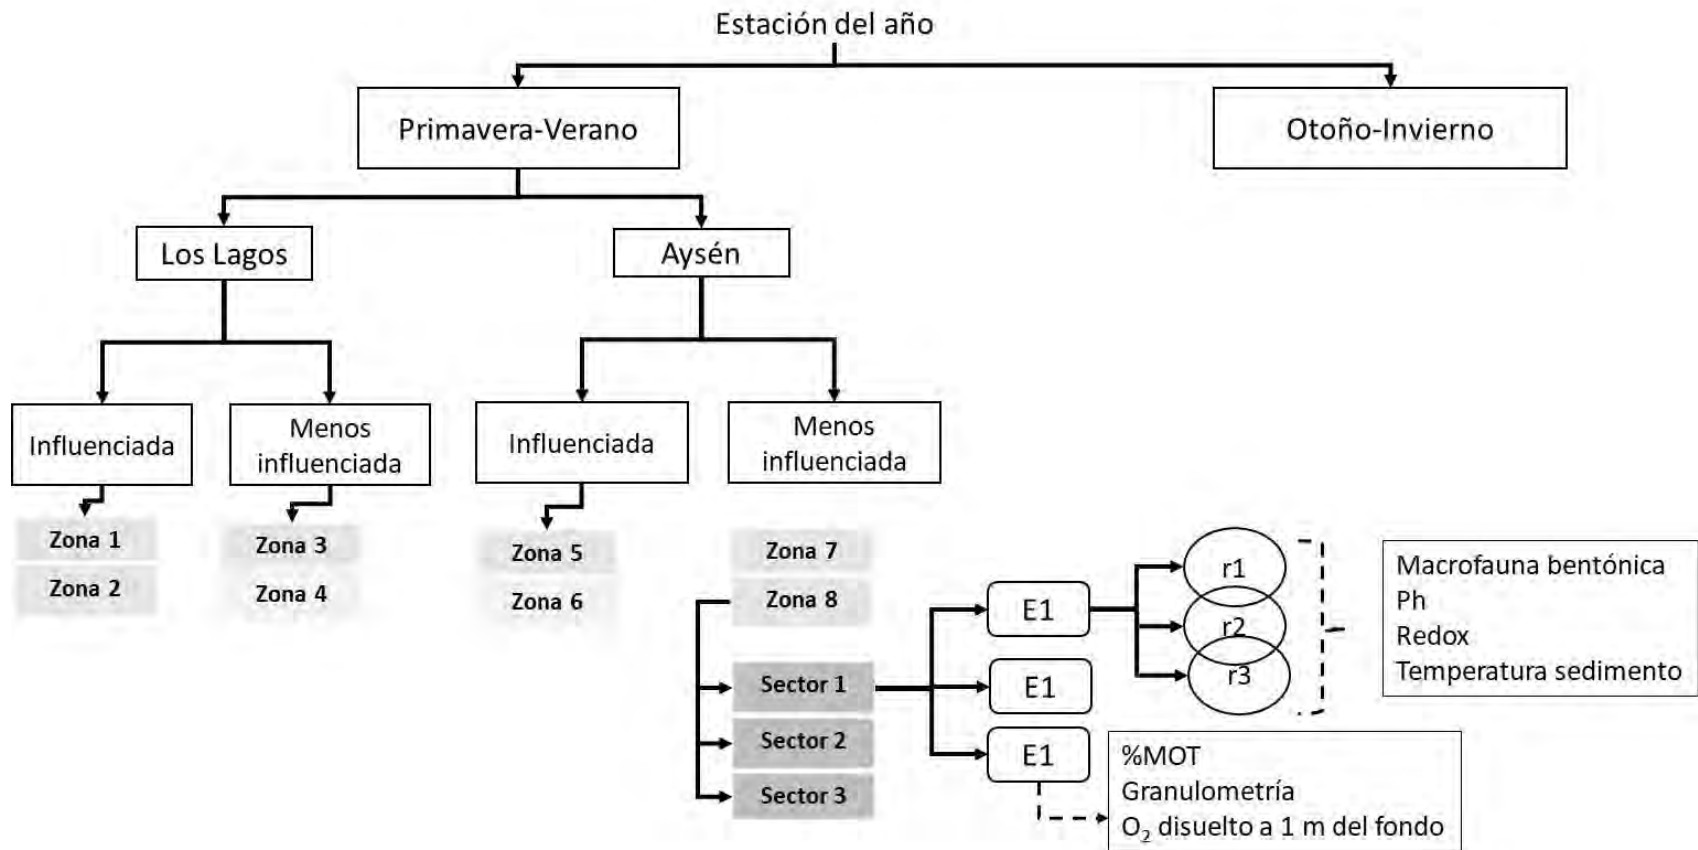 Estación del año
Primavera-Verano
Otoño-Invierno
Los Lagos
Aysén
Influenciada
Menos
influenciada
Influenciada
Menos
influenciada
Zona 1
Zona 2
Zona 3
Zona 4
Zona 5
Zona 6
Zona 7
Zona 8
Sector 1
Sector 2
Sector 3
E1
E1
E1
r1
r2
r3
Macrofauna bentónica
Ph
Redox
Temperatura sedimento
%MOT
Granulometría
O₂ disuelto a 1 m del fondo